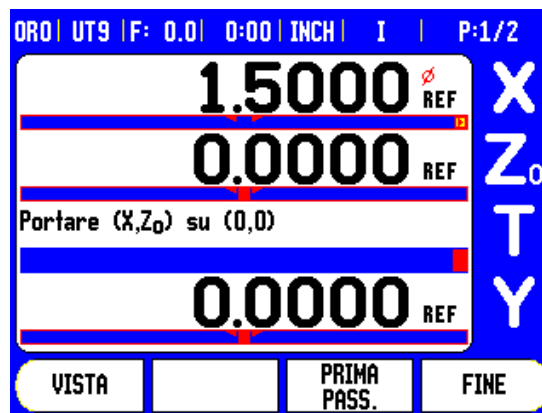 OR0| UT9 |F: 0.0| 0:00| INCH| I | P:1/2
1.5000 Ø REF X
0.0000 REF Z0
Portare (X,Z0) su (0,0)
T
0.0000 REF Y
VISTA
PRIMA PASS.
FINE